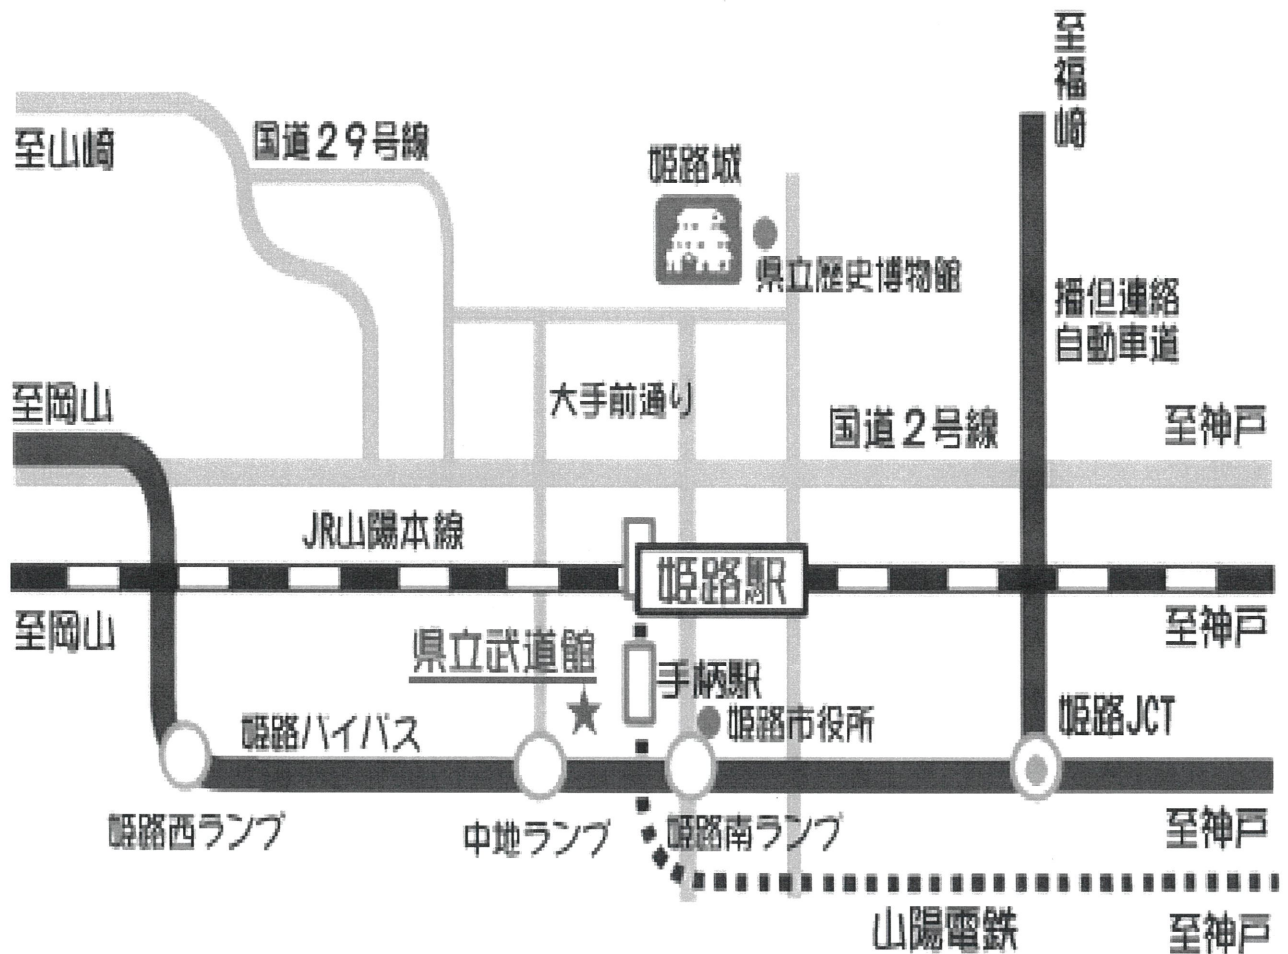 至福崎
至山崎
国道29号線
姫路城
県立歴史博物館
播但連絡
自動車道
至岡山
大手前通り
国道2号線
至神戸
JR山陽本線
姫路駅
至岡山
至神戸
県立武道館
手柄駅
姫路バイパス
姫路市役所
姫路JCT
姫路西ランプ
中地ランプ
姫路南ランプ
至神戸
山陽電鉄
至神戸